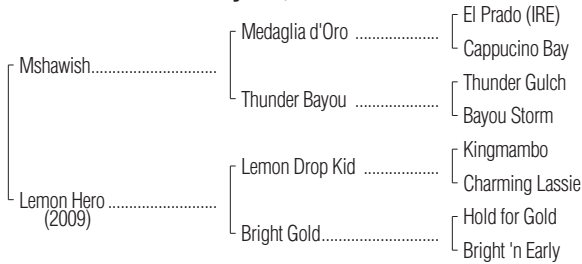 El Prado (IRE)
Medaglia d'Oro ....................
Cappucino Bay
Mshawish............................
Thunder Gulch
Thunder Bayou ....................
Bayou Storm
Kingmambo
Lemon Drop Kid ..................
Charming Lassie
Lemon Hero ........................
(2009)
Hold for Gold
Bright Gold............................
Bright 'n Early